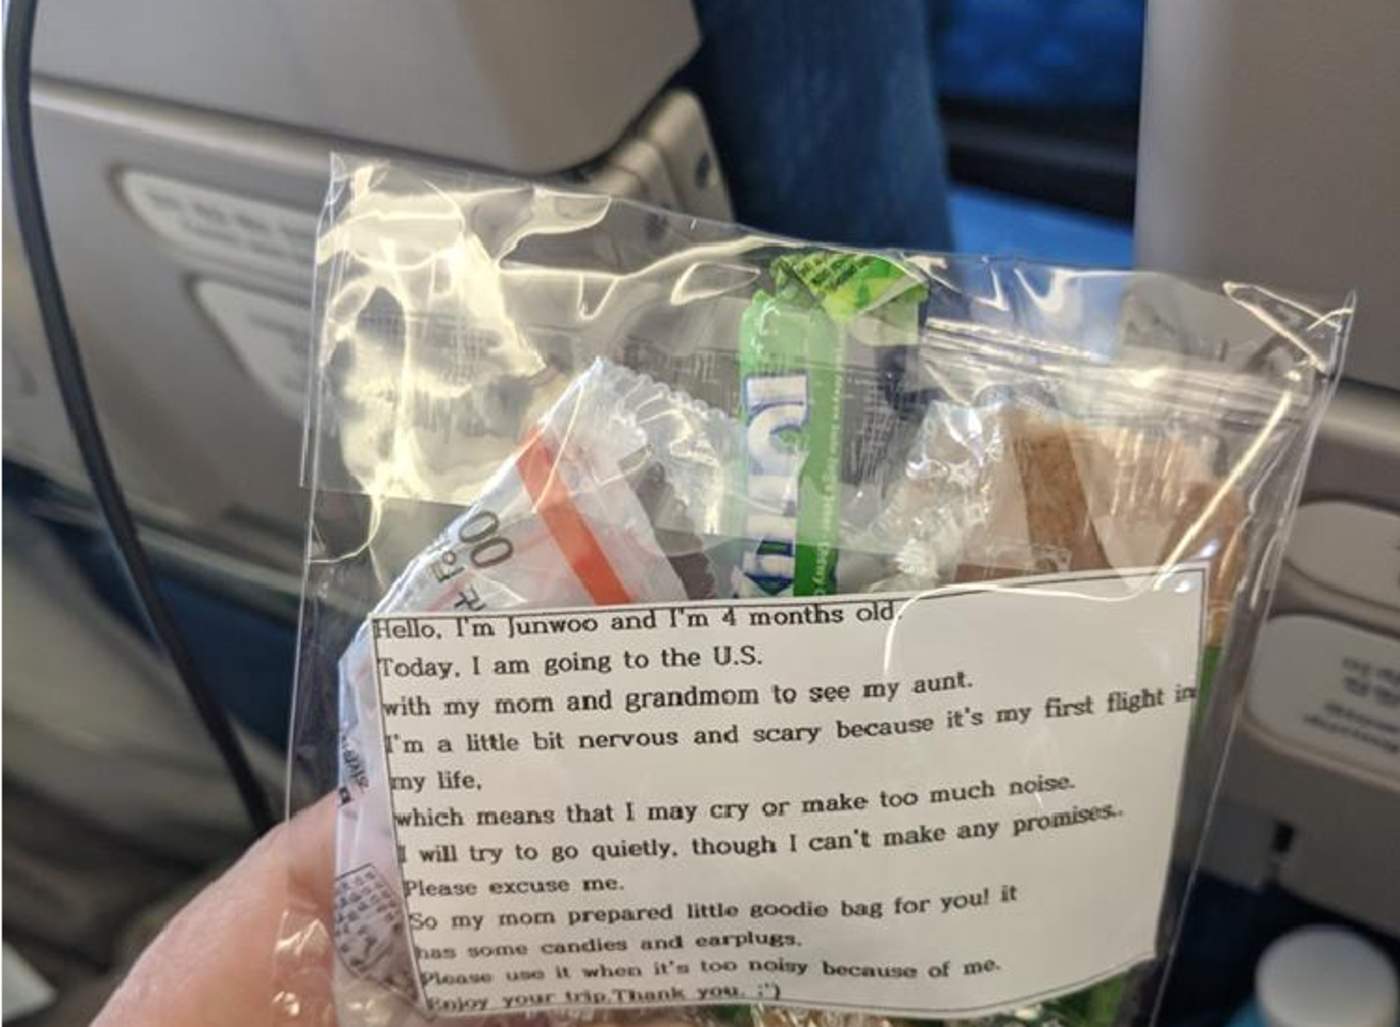 Hello, I'm Junwoo and I'm 4 months old.
Today, I am going to the U.S.
with my mom and grandmom to see my aunt.
I'm a little bit nervous and scary because it's my first flight in
my life,
which means that I may cry or make too much noise.
I will try to go quietly, though I can't make any promises..
Please excuse me.
So my mom prepared little goodie bag for you! it
has some candies and earplugs.
Please use it when it's too noisy because of me.
Enjoy your trip.Thank you. :")